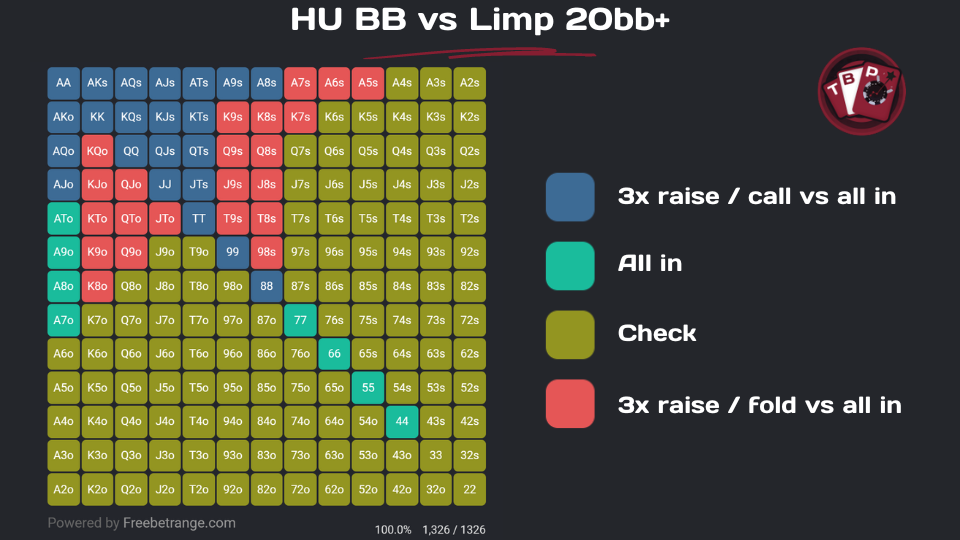 HU BB vs Limp 20bb+
TBP
AA AKs AQs AJs ATs A9s A8s A7s A6s A5s A4s A3s A2s
AKo KK KQs KJs KTs K9s K8s K7s K6s K5s K4s K3s K2s
AQo KQo QQ QJs QTs Q9s Q8s Q7s Q6s Q5s Q4s Q3s Q2s
AJo KJo QJo JJ JTs J9s J8s J7s J6s J5s J4s J3s J2s
ATo KTo QTo JTo TT T9s T8s T7s T6s T5s T4s T3s T2s
A9o K9o Q9o J9o T9o 99 98s 97s 96s 95s 94s 93s 92s
A8o K8o Q8o J8o T8o 98o 88 87s 86s 85s 84s 83s 82s
A7o K7o Q7o J7o T7o 97o 87o 77 76s 75s 74s 73s 72s
A6o K6o Q6o J6o T6o 96o 86o 76o 66 65s 64s 63s 62s
A5o K5o Q5o J5o T5o 95o 85o 75o 65o 55 54s 53s 52s
A4o K4o Q4o J4o T4o 94o 84o 74o 64o 54o 44 43s 42s
A3o K3o Q3o J3o T3o 93o 83o 73o 63o 53o 43o 33 32s
A2o K2o Q2o J2o T2o 92o 82o 72o 62o 52o 42o 32o 22
3x raise / call vs all in
All in
Check
3x raise / fold vs all in
Powered by Freebetrange.com
100.0% 1,326 / 1326